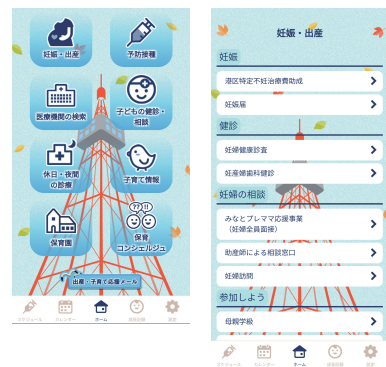 妊娠・出産
予防接種
医療機関の検索
子どもの健診・
相談
休日・夜間
の診療
子育て情報
??
!!
保育園
保育
コンシェルジュ
出産・子育て応援メール
スケジュール
カレンダー
ホーム
成長記録
設定
妊娠・出産
妊娠
港区特定不妊治療費助成
妊娠届
健診
妊婦健康診査
妊産婦歯科健診
妊婦の相談
みなとプレママ応援事業
（妊婦全員面接）
助産師による相談窓口
妊婦訪問
参加しよう
母親学級
スケジュール
カレンダー
ホーム
成長記録
設定